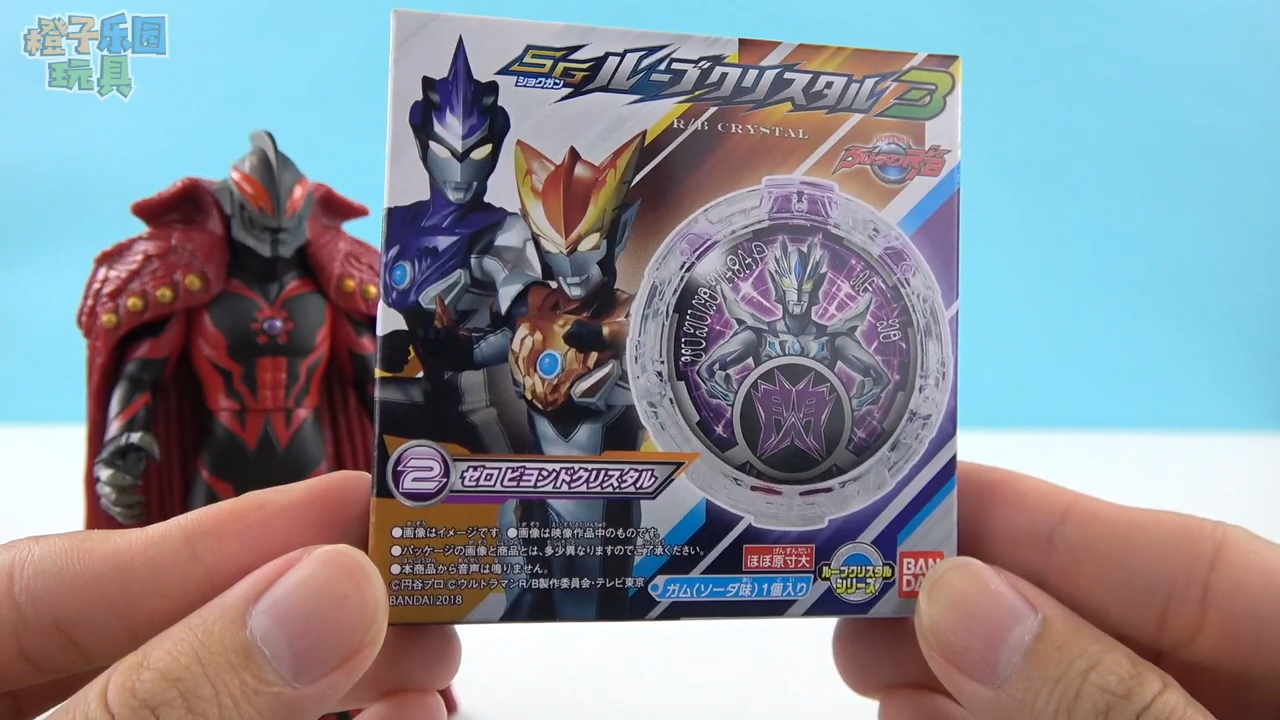 橙子乐园
玩具
SG ルーブクリスタル3
ショクガン
R/B CRYSTAL
ウルトラマンR/B
閃
2 ゼロ ビヨンドクリスタル
●画像はイメージです。●画像は映像作品中のものです。
●パッケージの画像と商品とは、多少異なりますのでご了承ください。
●本商品から音声は鳴りません。
©円谷プロ ©ウルトラマンR/B製作委員会・テレビ東京
BANDAI 2018
ほぼ原寸大
ガム(ソーダ味)1個入り
ルーブクリスタル
シリーズ
BAN
DA